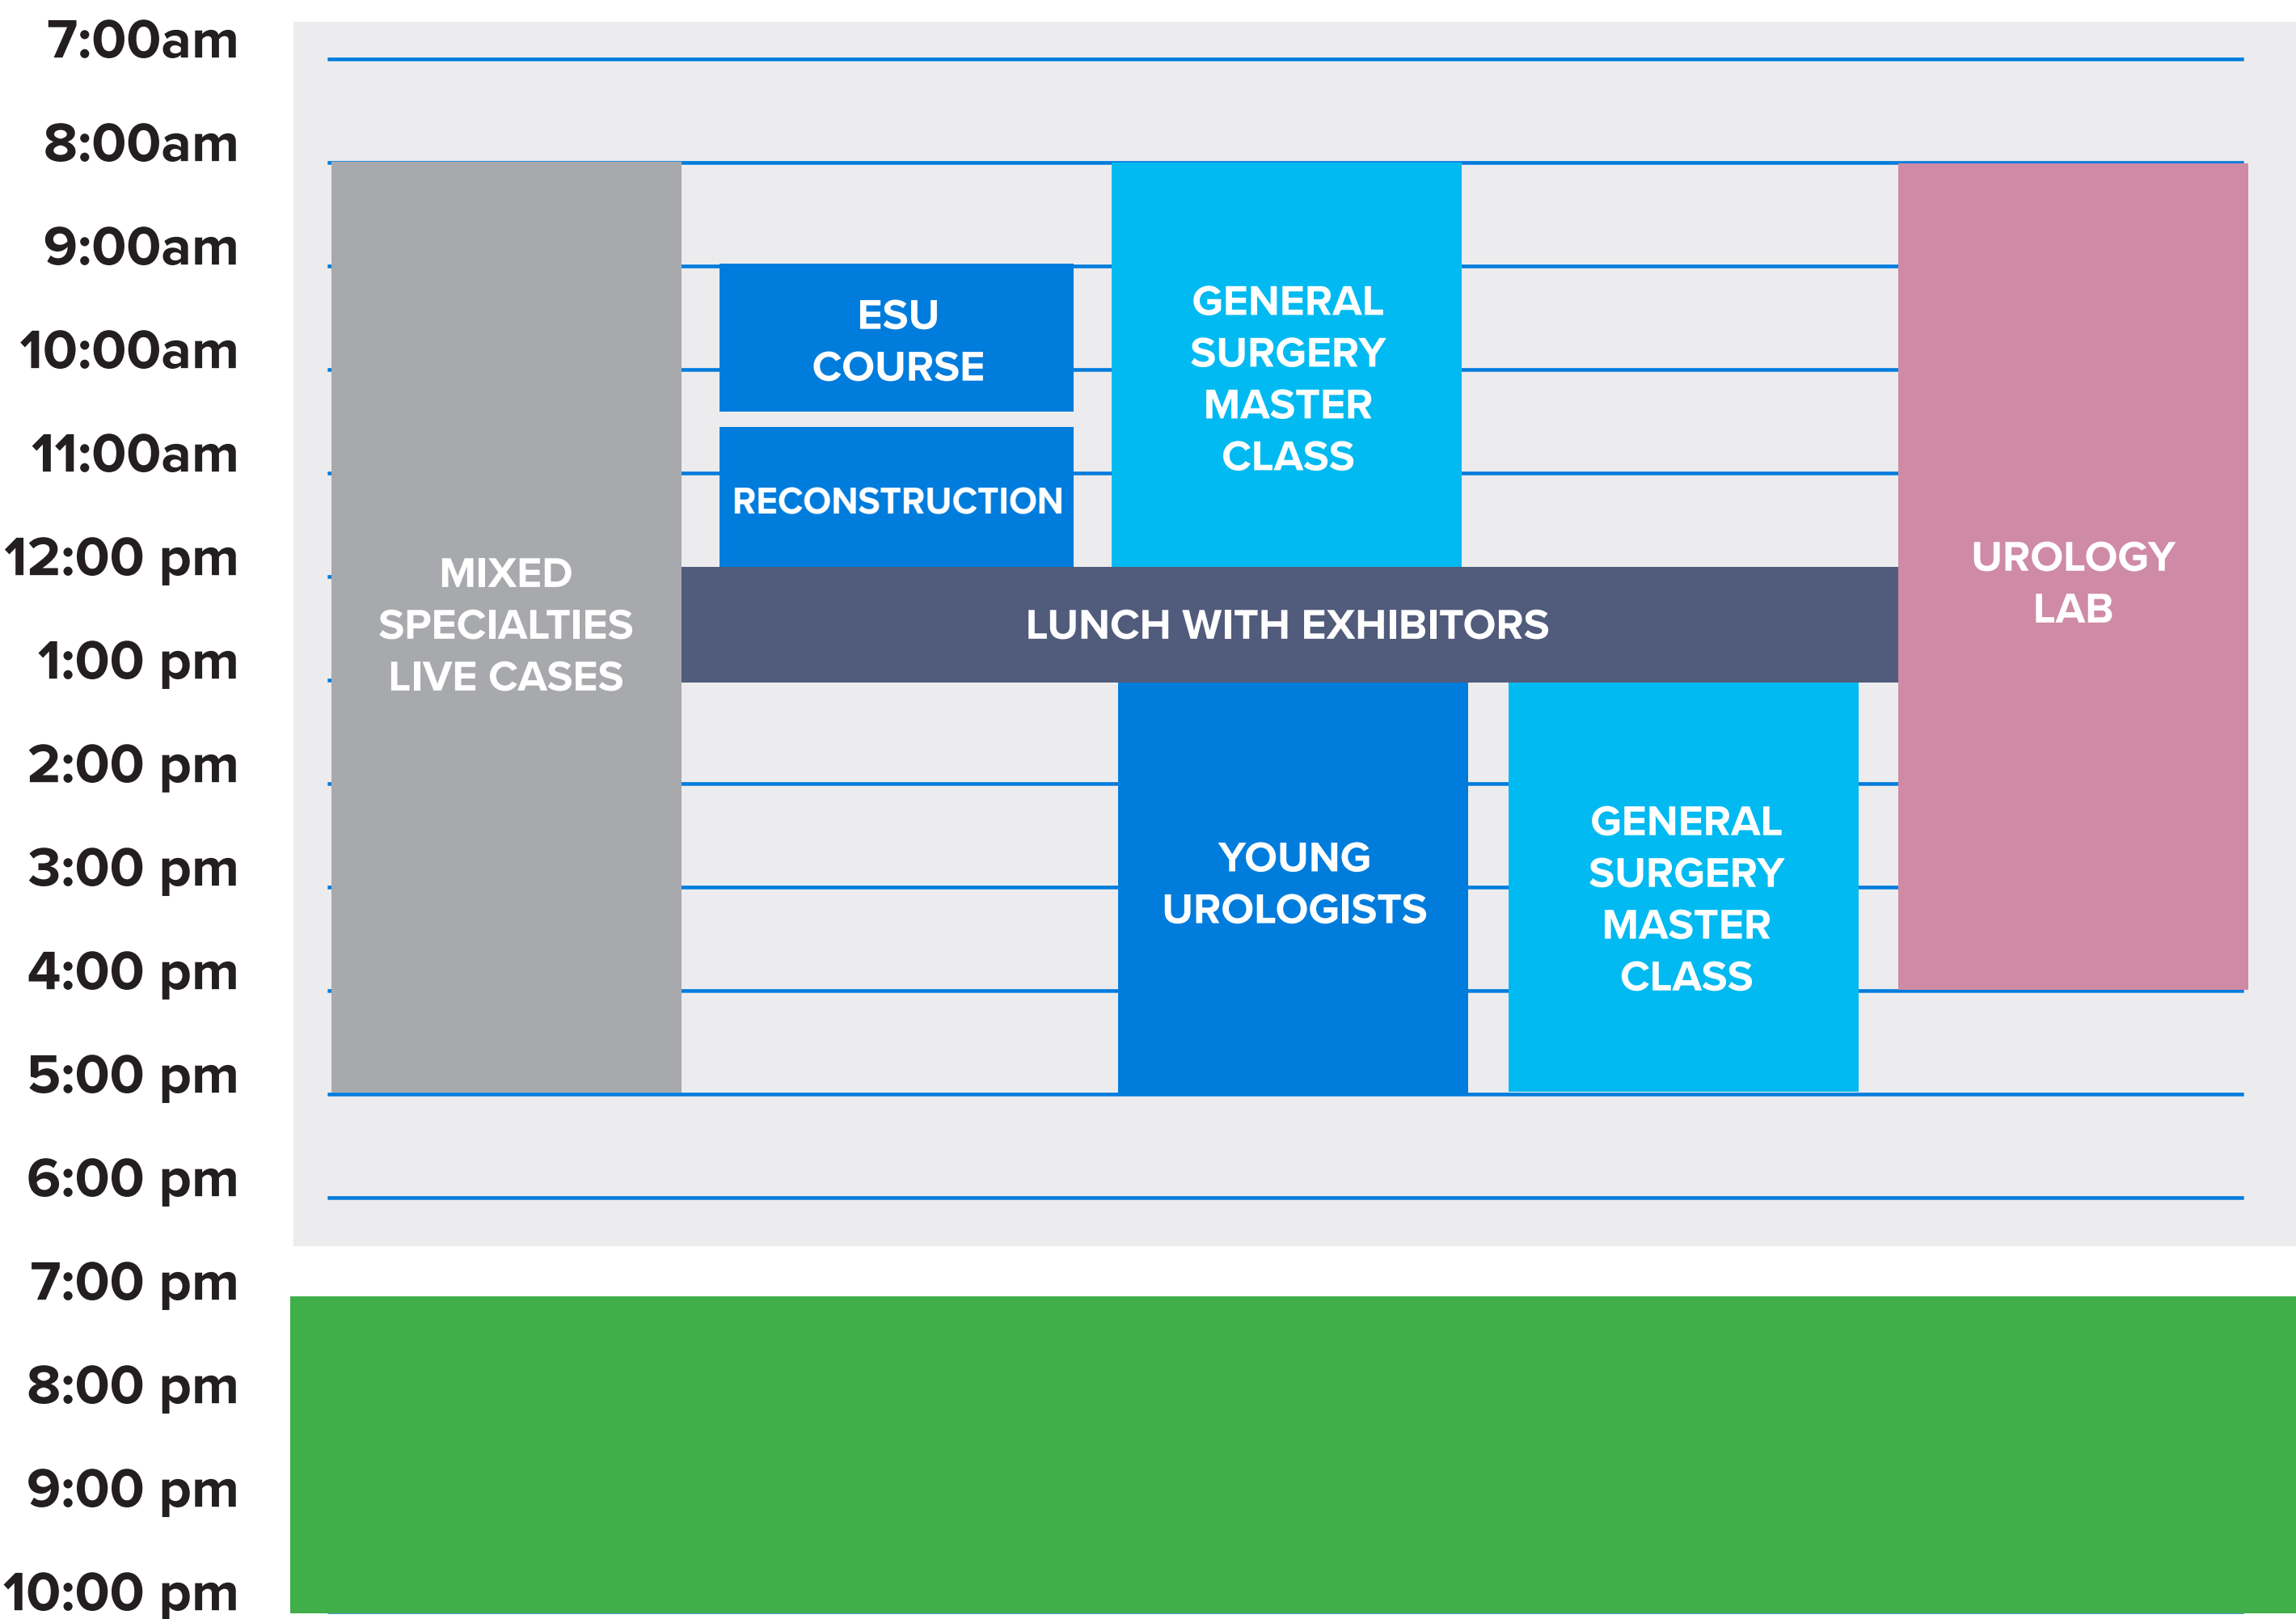 7:00am
8:00am
9:00am
10:00am
11:00am
12:00 pm
1:00 pm
2:00 pm
3:00 pm
4:00 pm
5:00 pm
6:00 pm
7:00 pm
8:00 pm
9:00 pm
10:00 pm
MIXED
SPECIALTIES
LIVE CASES
ESU
COURSE
RECONSTRUCTION
GENERAL
SURGERY
MASTER
CLASS
LUNCH WITH EXHIBITORS
YOUNG
UROLOGISTS
GENERAL
SURGERY
MASTER
CLASS
UROLOGY
LAB